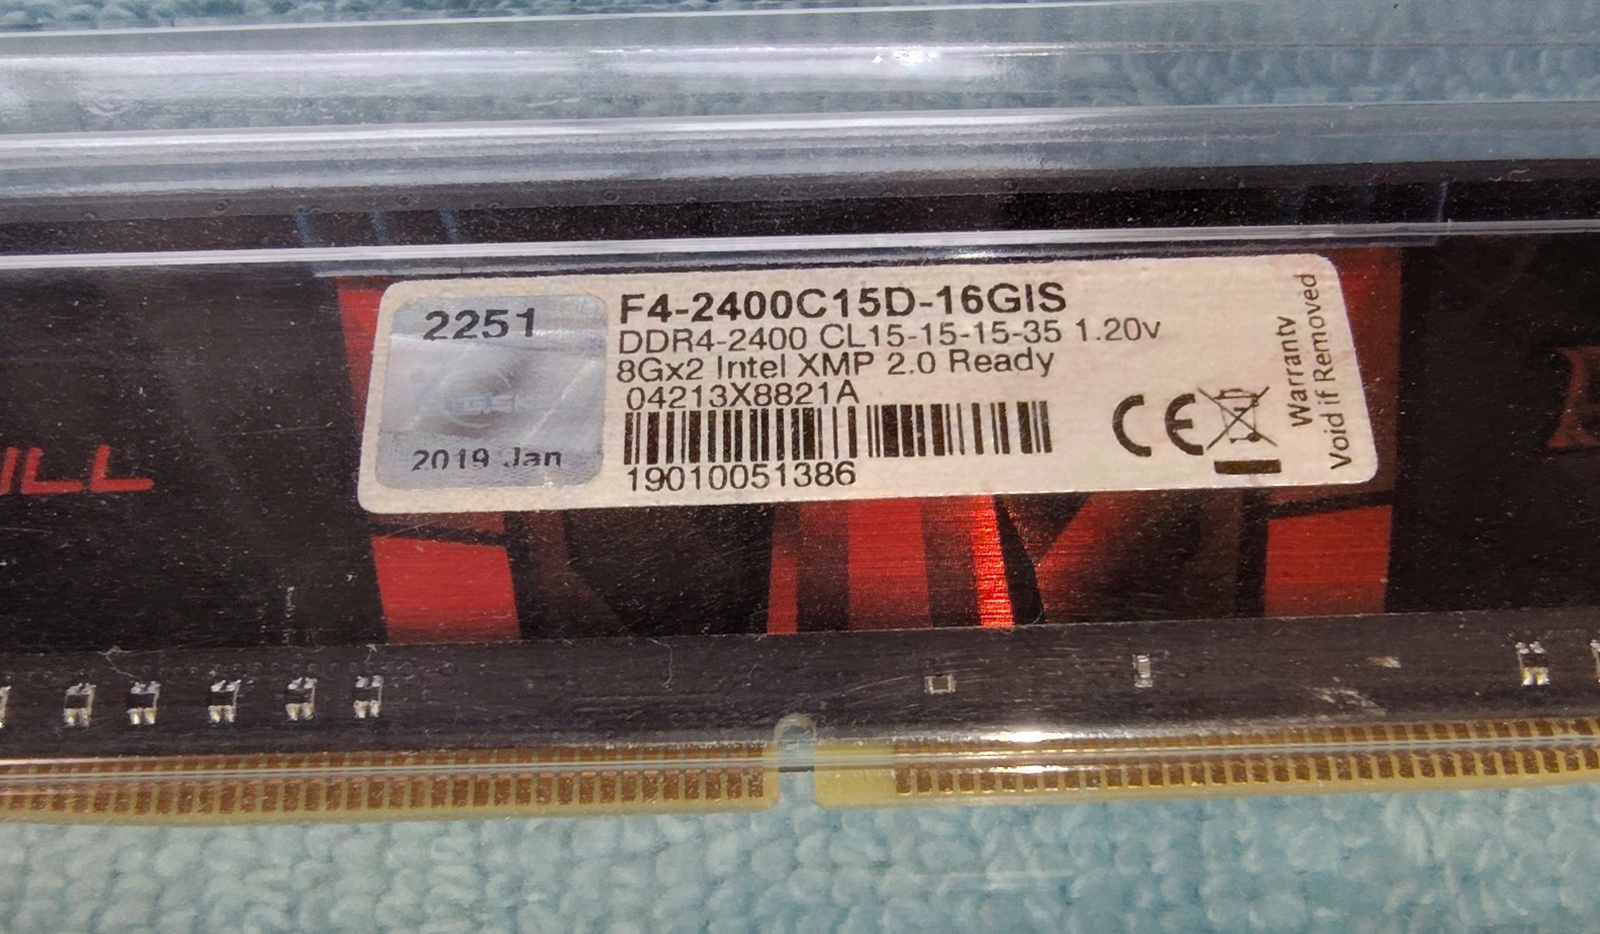 2251
2019 Jan
F4-2400C15D-16GIS
DDR4-2400 CL15-15-15-35 1.20v
8Gx2 Intel XMP 2.0 Ready
04213X8821A
19010051386
CE
Warranty
Void if Removed
ILL